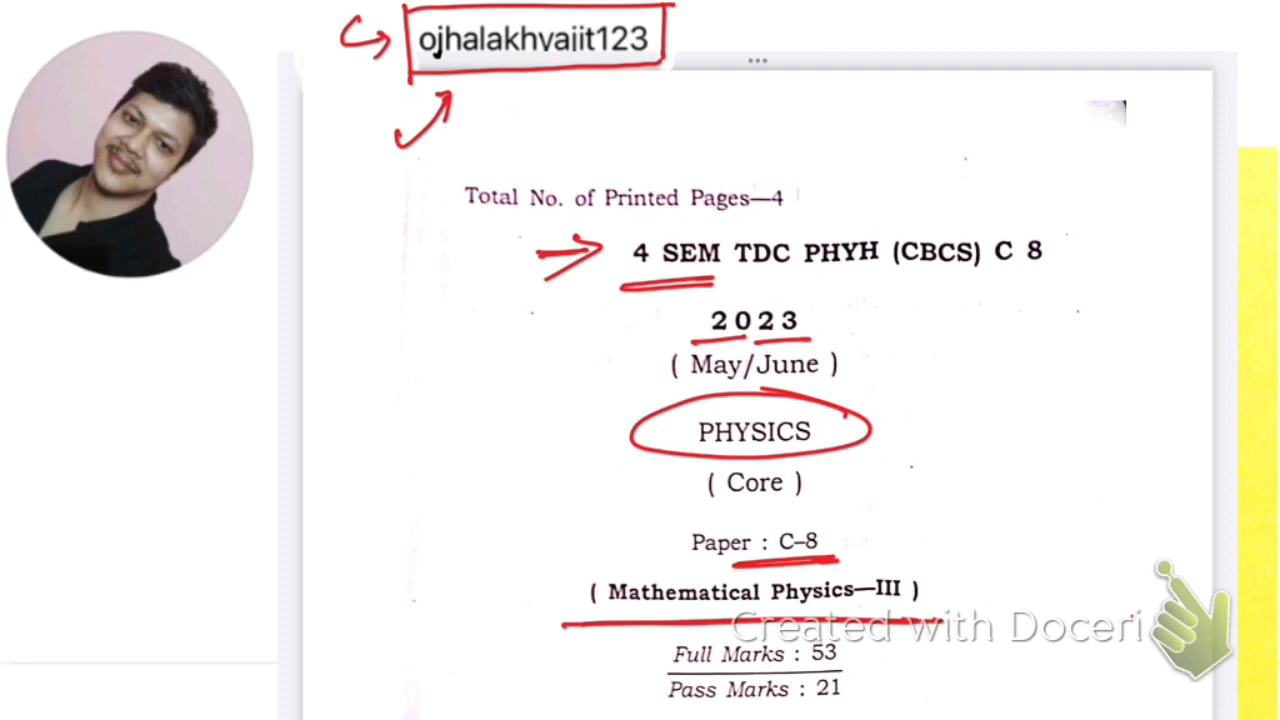 ojhalakhvajit123
Total No. of Printed Pages—4
4 SEM TDC PHYH (CBCS) C 8
2023
( May/June )
PHYSICS
( Core )
Paper : C–8
( Mathematical Physics—III )
Created with Doceri
Full Marks : 53
Pass Marks : 21